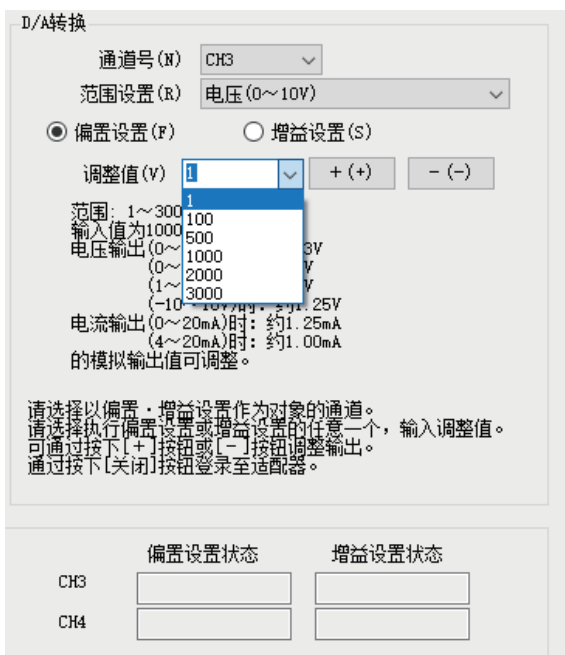 D/A转换
通道号(N) CH3
范围设置(R) 电压(0～10V)
偏置设置(F) 增益设置(S)
调整值(V) 1 +(+) -(-)
1
100
500
1000
2000
3000
范围: 1～300
输入值为1000
电压输出(0～ 3V
(0～ V
(1～ V
(-10 时: 约1.25V
电流输出(0～20mA)时: 约1.25mA
(4～20mA)时: 约1.00mA
的模拟输出值可调整。
请选择以偏置・增益设置作为对象的通道。
请选择执行偏置设置或增益设置的任意一个，输入调整值。
可通过按下[+]按钮或[-]按钮调整输出。
通过按下[关闭]按钮登录至适配器。
偏置设置状态 增益设置状态
CH3
CH4